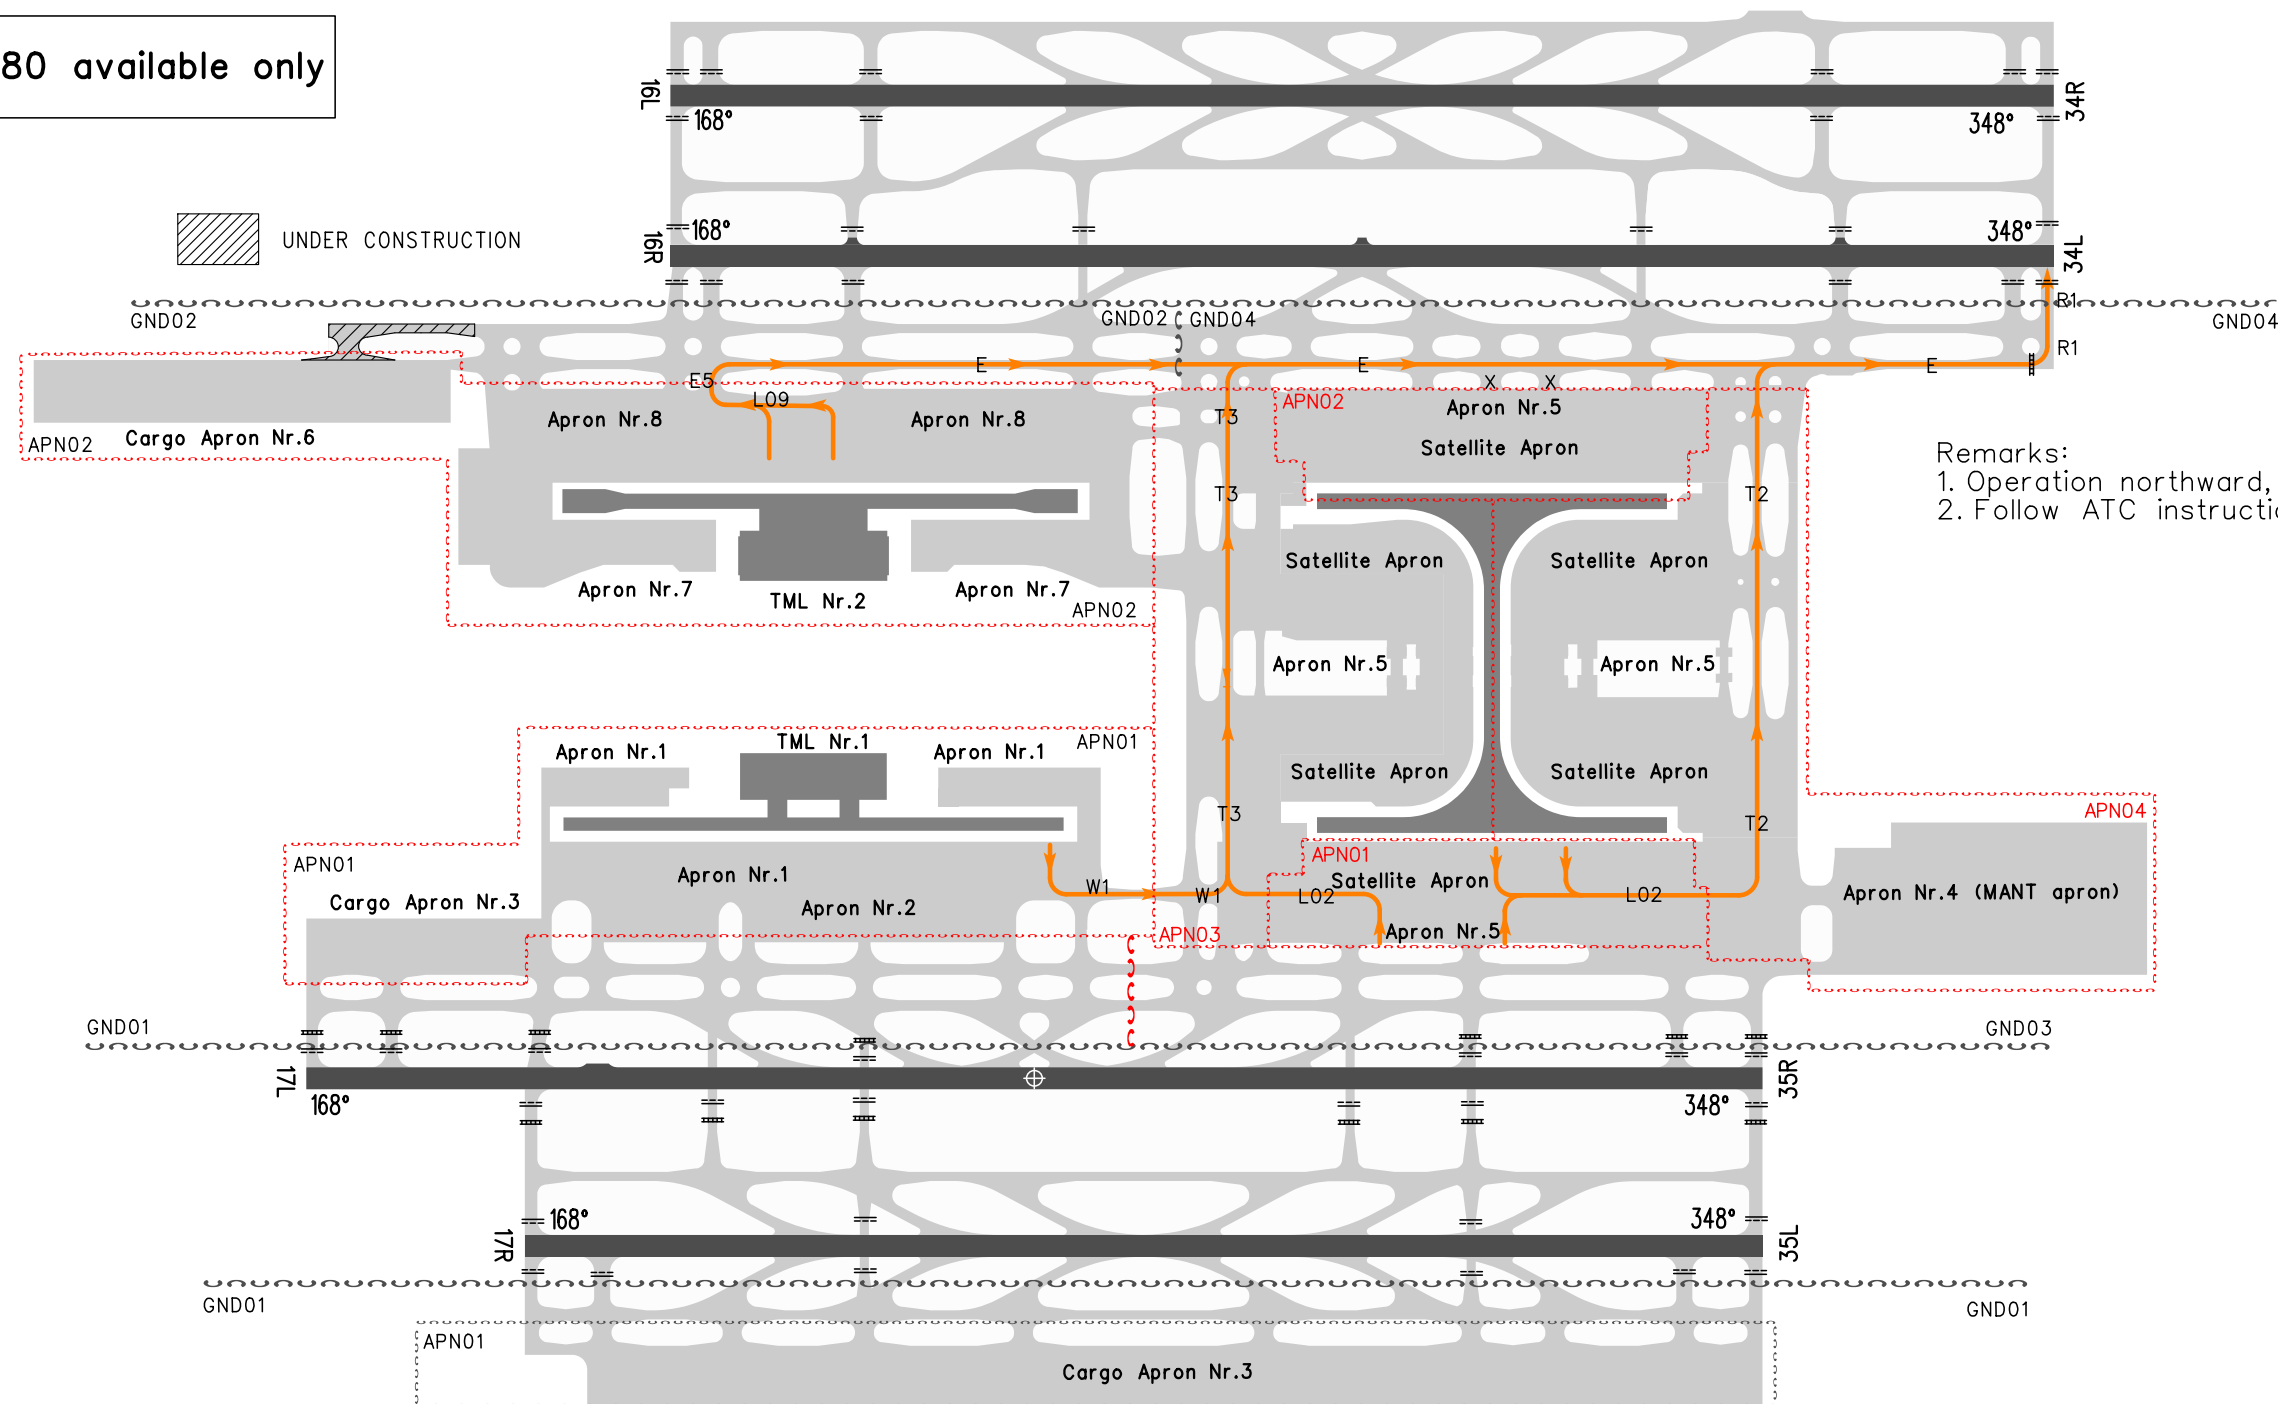 80 available only
16L
168°
348°
34R
UNDER CONSTRUCTION
16R
168°
348°
34L
R1
GND02
GND02
GND04
GND04
R1
E5
E
E
E
X
X
L09
APN02
Apron Nr.5
T3
Apron Nr.8
Apron Nr.8
Cargo Apron Nr.6
APN02
Satellite Apron
Remarks:
1. Operation northward,
2. Follow ATC
T3
T2
Satellite Apron
Satellite Apron
Apron Nr.7
TML Nr.2
Apron Nr.7
APN02
Apron Nr.5
Apron Nr.5
Apron Nr.1
TML Nr.1
Apron Nr.1
APN01
Satellite Apron
Satellite Apron
T3
T2
APN04
APN01
APN01
Apron Nr.1
Satellite Apron
W1
W1
L02
L02
Apron Nr.4 (MANT apron)
Cargo Apron Nr.3
Apron Nr.2
APN03
Apron Nr.5
GND01
GND03
17L
168°
348°
35R
17R
168°
348°
35L
GND01
GND01
APN01
Cargo Apron Nr.3